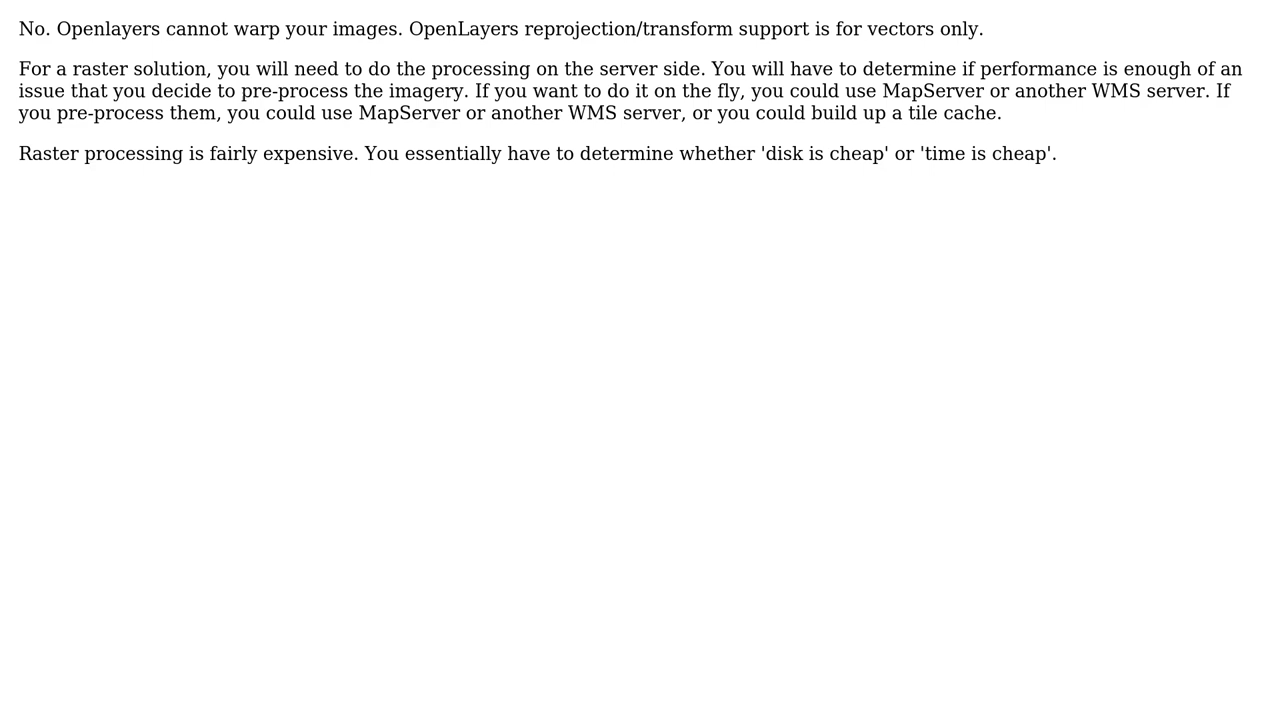 No. Openlayers cannot warp your images. OpenLayers reprojection/transform support is for vectors only.
For a raster solution, you will need to do the processing on the server side. You will have to determine if performance is enough of an
issue that you decide to pre-process the imagery. If you want to do it on the fly, you could use MapServer or another WMS server. If
you pre-process them, you could use MapServer or another WMS server, or you could build up a tile cache.
Raster processing is fairly expensive. You essentially have to determine whether 'disk is cheap' or 'time is cheap'.